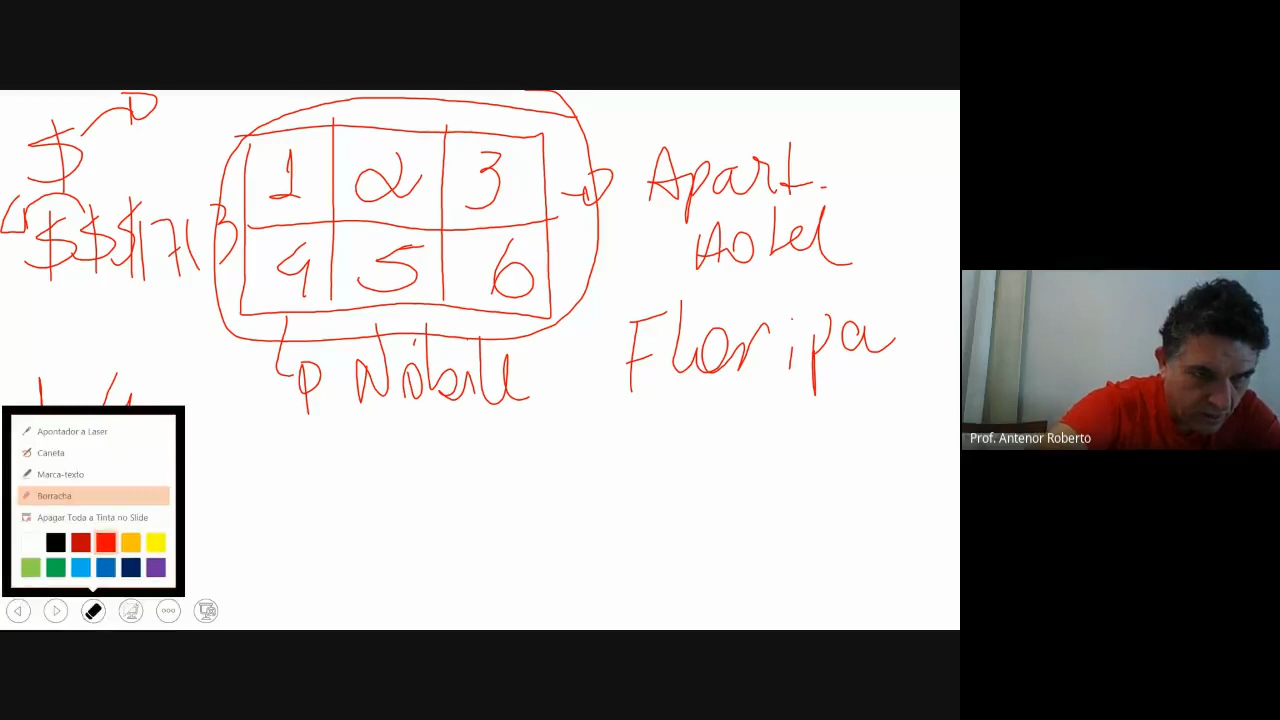 $
$$$171
1 2 3
4 5 6
Apart.
Hotel
Floripa
Nobile
Apontador a Laser
Caneta
Marca-texto
Borracha
Apagar Toda a Tinta no Slide
Prof. Antenor Roberto